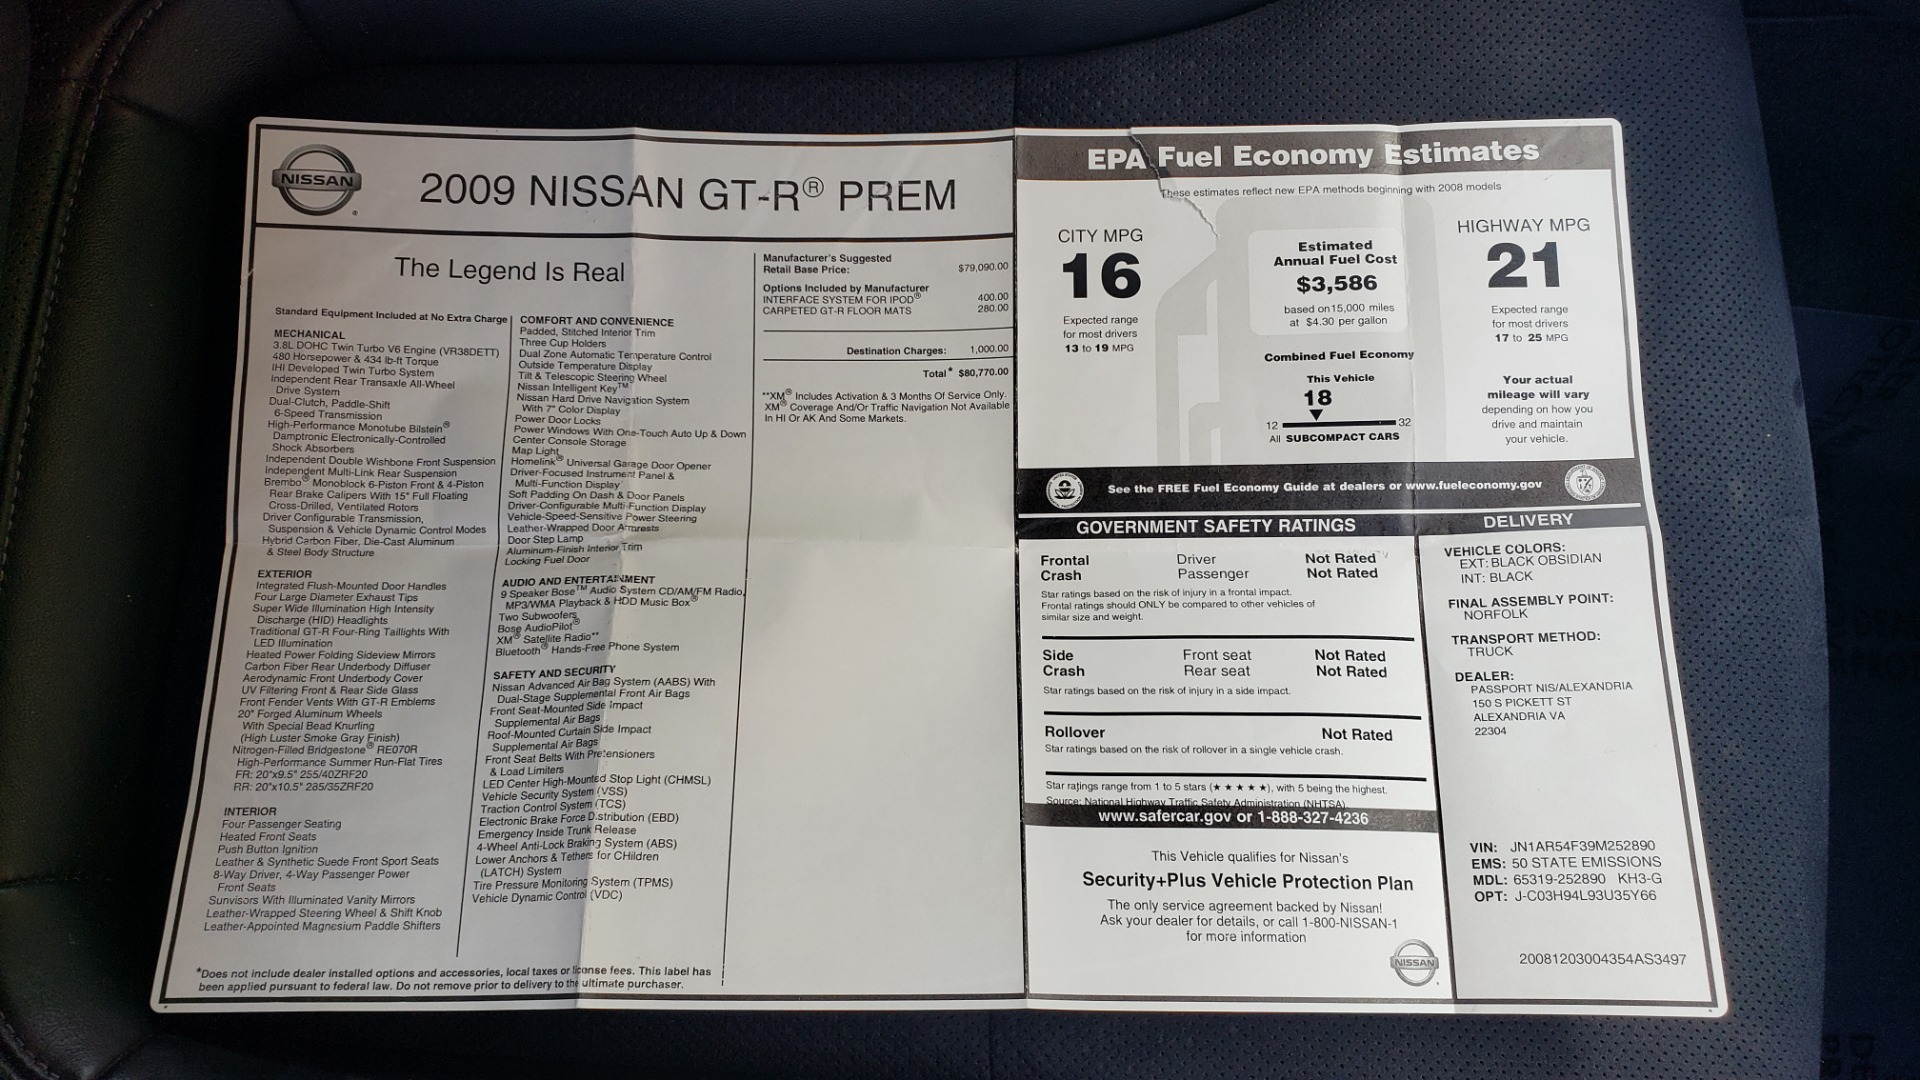 NISSAN
2009 NISSAN GT-R® PREM
The Legend Is Real
Standard Equipment Included at No Extra Charge
MECHANICAL
3.8L DOHC Twin Turbo V6 Engine (VR38DETT)
480 Horsepower & 434 lb-ft Torque
IHI Developed Twin Turbo System
Independent Rear Transaxle All-Wheel
Drive System
Dual-Clutch, Paddle-Shift
6-Speed Transmission
High-Performance Monotube Bilstein®
Damptronic Electronically-Controlled
Shock Absorbers
Independent Double Wishbone Front Suspension
Independent Multi-Link Rear Suspension
Brembo® Monoblock 6-Piston Front & 4-Piston
Rear Brake Calipers With 15" Full Floating
Cross-Drilled, Ventilated Rotors
Driver Configurable Transmission,
Suspension & Vehicle Dynamic Control Modes
Hybrid Carbon Fiber, Die-Cast Aluminum
& Steel Body Structure
EXTERIOR
Integrated Flush-Mounted Door Handles
Four Large Diameter Exhaust Tips
Super Wide Illumination High Intensity
Discharge (HID) Headlights
Traditional GT-R Four-Ring Taillights With
LED Illumination
Heated Power Folding Sideview Mirrors
Carbon Fiber Rear Underbody Diffuser
Aerodynamic Front Underbody Cover
UV Filtering Front & Rear Side Glass
Front Fender Vents With GT-R Emblems
20" Forged Aluminum Wheels
With Special Bead Knurling
(High Luster Smoke Gray Finish)
Nitrogen-Filled Bridgestone® RE070R
High-Performance Summer Run-Flat Tires
FR: 20"x9.5" 255/40ZRF20
RR: 20"x10.5" 285/35ZRF20
INTERIOR
Four Passenger Seating
Heated Front Seats
Push Button Ignition
Leather & Synthetic Suede Front Sport Seats
8-Way Driver, 4-Way Passenger Power
Front Seats
Sunvisors With Illuminated Vanity Mirrors
Leather-Wrapped Steering Wheel & Shift Knob
Leather-Appointed Magnesium Paddle Shifters
COMFORT AND CONVENIENCE
Padded, Stitched Interior Trim
Three Cup Holders
Dual Zone Automatic Temperature Control
Outside Temperature Display
Tilt & Telescopic Steering Wheel
Nissan Intelligent Key™
Nissan Hard Drive Navigation System
With 7" Color Display
Power Door Locks
Power Windows With One-Touch Auto Up & Down
Center Console Storage
Map Light
Homelink® Universal Garage Door Opener
Driver-Focused Instrument Panel &
Multi-Function Display
Soft Padding On Dash & Door Panels
Driver-Configurable Multi-Function Display
Vehicle-Speed-Sensitive Power Steering
Leather-Wrapped Door Armrests
Door Step Lamp
Aluminum-Finish Interior Trim
Locking Fuel Door
AUDIO AND ENTERTAINMENT
9 Speaker Bose™ Audio System CD/AM/FM Radio,
MP3/WMA Playback & HDD Music Box®
Two Subwoofers
Bose AudioPilot®
XM® Satellite Radio**
Bluetooth® Hands-Free Phone System
SAFETY AND SECURITY
Nissan Advanced Air Bag System (AABS) With
Dual-Stage Supplemental Front Air Bags
Front Seat-Mounted Side Impact
Supplemental Air Bags
Roof-Mounted Curtain Side Impact
Supplemental Air Bags
Front Seat Belts With Pretensioners
& Load Limiters
LED Center High-Mounted Stop Light (CHMSL)
Vehicle Security System (VSS)
Traction Control System (TCS)
Electronic Brake Force Distribution (EBD)
Emergency Inside Trunk Release
4-Wheel Anti-Lock Braking System (ABS)
Lower Anchors & Tethers for CHildren
(LATCH) System
Tire Pressure Monitoring System (TPMS)
Vehicle Dynamic Control (VDC)
*Does not include dealer installed options and accessories, local taxes or license fees. This label has
been applied pursuant to federal law. Do not remove prior to delivery to the ultimate purchaser.
Manufacturer's Suggested
Retail Base Price: $79,090.00
Options Included by Manufacturer
INTERFACE SYSTEM FOR IPOD® 400.00
CARPETED GT-R FLOOR MATS 280.00
Destination Charges: 1,000.00
Total* $80,770.00
**XM® Includes Activation & 3 Months Of Service Only.
XM® Coverage And/Or Traffic Navigation Not Available
In HI Or AK And Some Markets.
EPA Fuel Economy Estimates
These estimates reflect new EPA methods beginning with 2008 models
CITY MPG
16
Expected range
for most drivers
13 to 19 MPG
Estimated
Annual Fuel Cost
$3,586
based on 15,000 miles
at $4.30 per gallon
Combined Fuel Economy
This Vehicle
18
12 32
All SUBCOMPACT CARS
HIGHWAY MPG
21
Expected range
for most drivers
17 to 25 MPG
Your actual
mileage will vary
depending on how you
drive and maintain
your vehicle.
See the FREE Fuel Economy Guide at dealers or www.fueleconomy.gov
GOVERNMENT SAFETY RATINGS
Frontal Driver Not Rated
Crash Passenger Not Rated
Star ratings based on the risk of injury in a frontal impact.
Frontal ratings should ONLY be compared to other vehicles of
similar size and weight.
Side Front seat Not Rated
Crash Rear seat Not Rated
Star ratings based on the risk of injury in a side impact.
Rollover Not Rated
Star ratings based on the risk of rollover in a single vehicle crash.
Star ratings range from 1 to 5 stars (★★★★★), with 5 being the highest.
Source: National Highway Traffic Safety Administration (NHTSA).
www.safercar.gov or 1-888-327-4236
This Vehicle qualifies for Nissan's
Security+Plus Vehicle Protection Plan
The only service agreement backed by Nissan!
Ask your dealer for details, or call 1-800-NISSAN-1
for more information
NISSAN
DELIVERY
VEHICLE COLORS:
EXT: BLACK OBSIDIAN
INT: BLACK
FINAL ASSEMBLY POINT:
NORFOLK
TRANSPORT METHOD:
TRUCK
DEALER:
PASSPORT NIS/ALEXANDRIA
150 S PICKETT ST
ALEXANDRIA VA
22304
VIN: JN1AR54F39M252890
EMS: 50 STATE EMISSIONS
MDL: 65319-252890 KH3-G
OPT: J-C03H94L93U35Y66
20081203004354AS3497